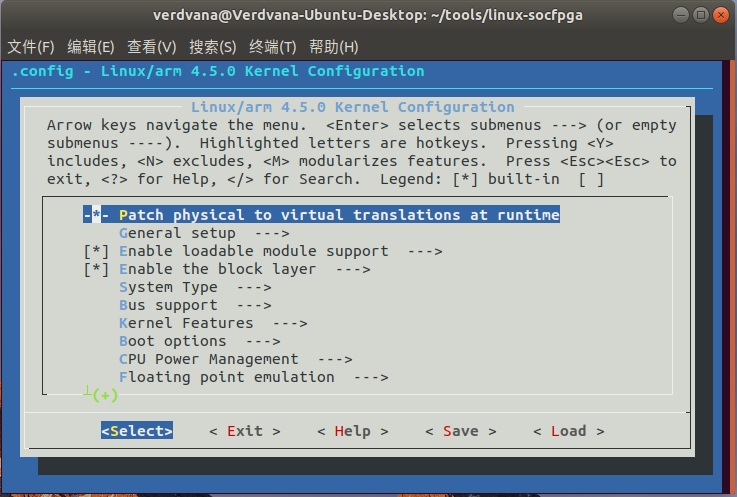 verdvana@Verdvana-Ubuntu-Desktop: ~/tools/linux-socfpga
文件(F) 编辑(E) 查看(V) 搜索(S) 终端(T) 帮助(H)
.config - Linux/arm 4.5.0 Kernel Configuration
Linux/arm 4.5.0 Kernel Configuration
Arrow keys navigate the menu.  <Enter> selects submenus ---> (or empty
submenus ----).  Highlighted letters are hotkeys.  Pressing <Y>
includes, <N> excludes, <M> modularizes features.  Press <Esc><Esc> to
exit, <?> for Help, </> for Search.  Legend: [*] built-in  [ ]
-*- Patch physical to virtual translations at runtime
General setup  --->
[*] Enable loadable module support  --->
[*] Enable the block layer  --->
System Type  --->
Bus support  --->
Kernel Features  --->
Boot options  --->
CPU Power Management  --->
Floating point emulation  --->
(+)
<Select>    < Exit >    < Help >    < Save >    < Load >